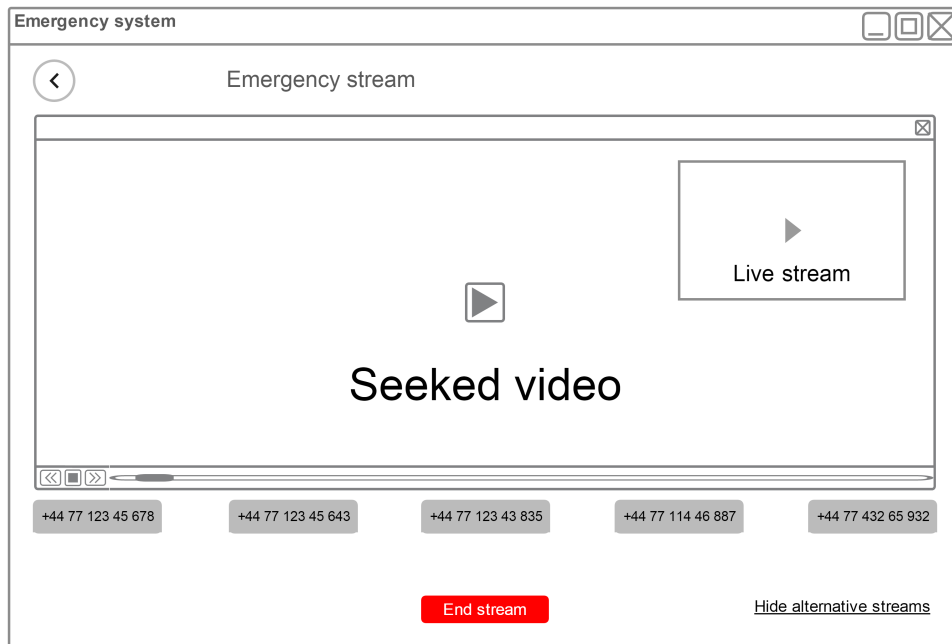 Emergency system
Emergency stream
Live stream
Seeked video
+44 77 123 45 678
+44 77 123 45 643
+44 77 123 43 835
+44 77 114 46 887
+44 77 432 65 932
End stream
Hide alternative streams